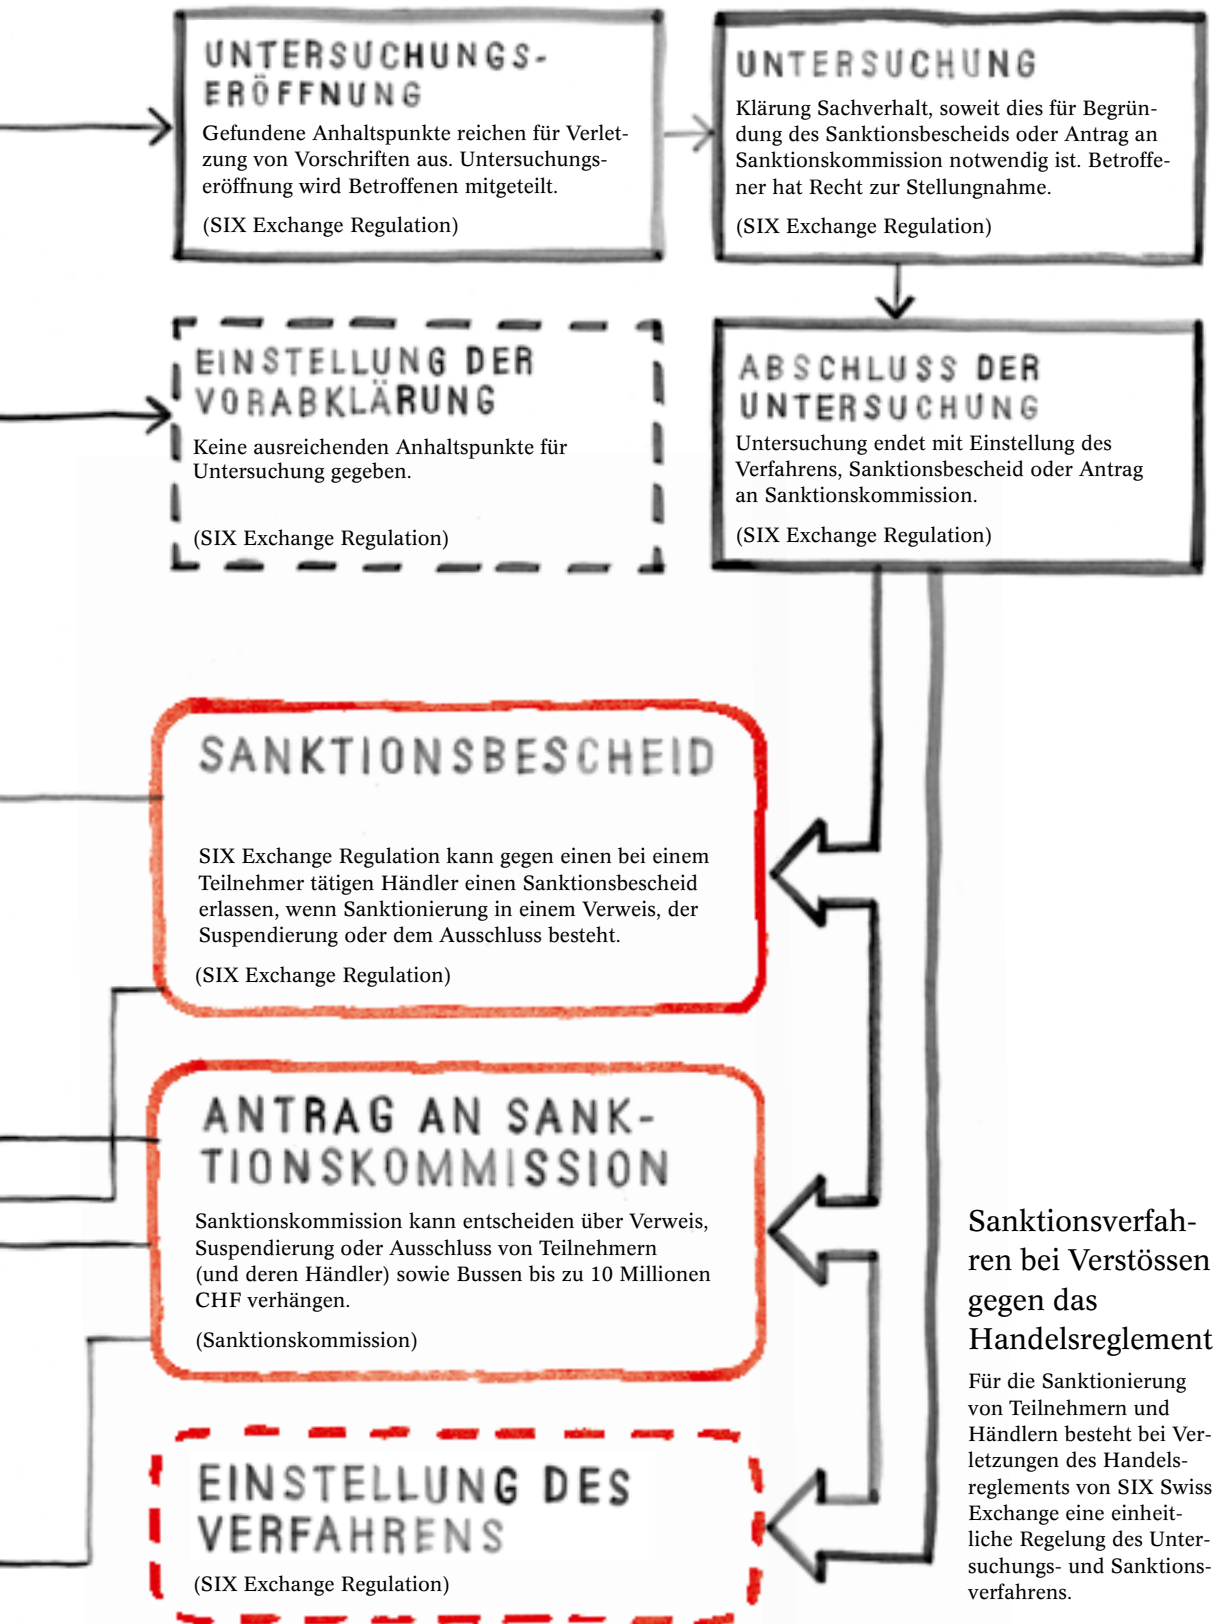 UNTERSUCHUNGS-
ERÖFFNUNG
Gefundene Anhaltspunkte reichen für Verlet-
zung von Vorschriften aus. Untersuchungs-
eröffnung wird Betroffenen mitgeteilt.
(SIX Exchange Regulation)
UNTERSUCHUNG
Klärung Sachverhalt, soweit dies für Begrün-
dung des Sanktionsbescheids oder Antrag an
Sanktionskommission notwendig ist. Betroffe-
ner hat Recht zur Stellungnahme.
(SIX Exchange Regulation)
EINSTELLUNG DER
VORABKLÄRUNG
Keine ausreichenden Anhaltspunkte für
Untersuchung gegeben.
(SIX Exchange Regulation)
ABSCHLUSS DER
UNTERSUCHUNG
Untersuchung endet mit Einstellung des
Verfahrens, Sanktionsbescheid oder Antrag
an Sanktionskommission.
(SIX Exchange Regulation)
SANKTIONSBESCHEID
SIX Exchange Regulation kann gegen einen bei einem
Teilnehmer tätigen Händler einen Sanktionsbescheid
erlassen, wenn Sanktionierung in einem Verweis, der
Suspendierung oder dem Ausschluss besteht.
(SIX Exchange Regulation)
ANTRAG AN SANK-
TIONSKOMMISSION
Sanktionskommission kann entscheiden über Verweis,
Suspendierung oder Ausschluss von Teilnehmern
(und deren Händler) sowie Bussen bis zu 10 Millionen
CHF verhängen.
(Sanktionskommission)
EINSTELLUNG DES
VERFAHRENS
(SIX Exchange Regulation)
Sanktionsverfah-
ren bei Verstössen
gegen das
Handelsreglement
Für die Sanktionierung
von Teilnehmern und
Händlern besteht bei Ver-
letzungen des Handels-
reglements von SIX Swiss
Exchange eine einheit-
liche Regelung des Unter-
suchungs- und Sanktions-
verfahrens.